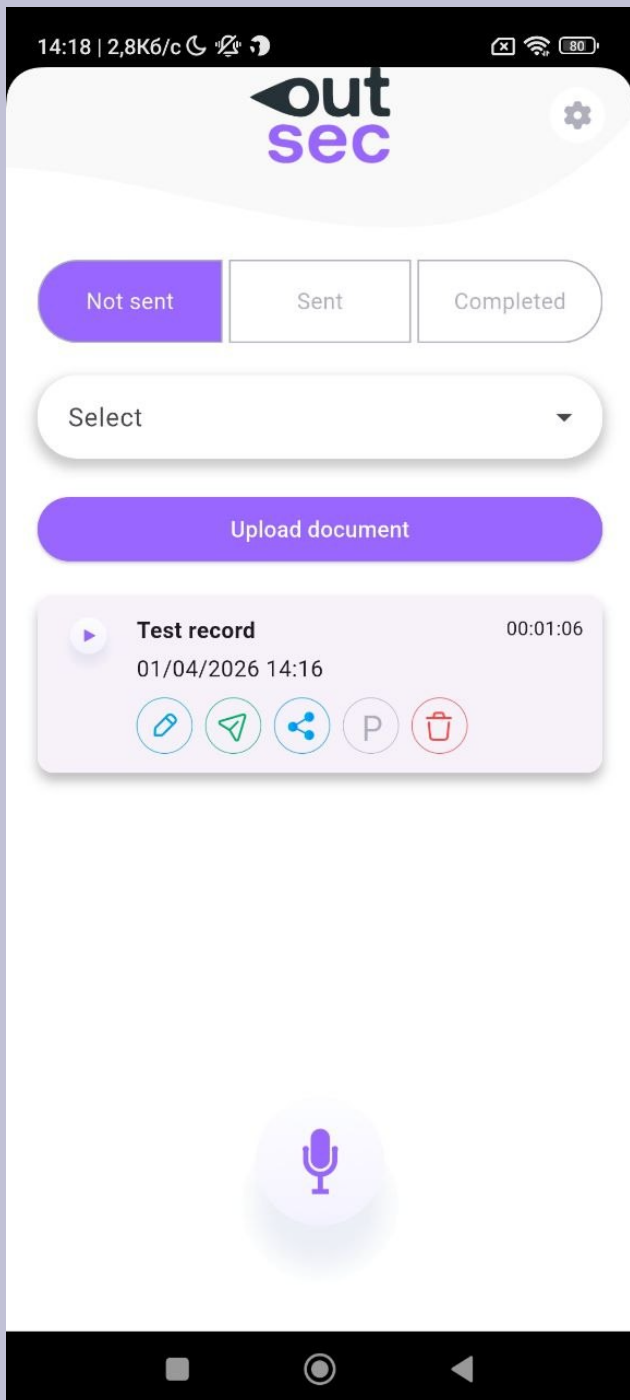 14:18 | 2,8Кб/с
80
out
sec
Not sent
Sent
Completed
Select
Upload document
Test record
00:01:06
01/04/2026 14:16
P